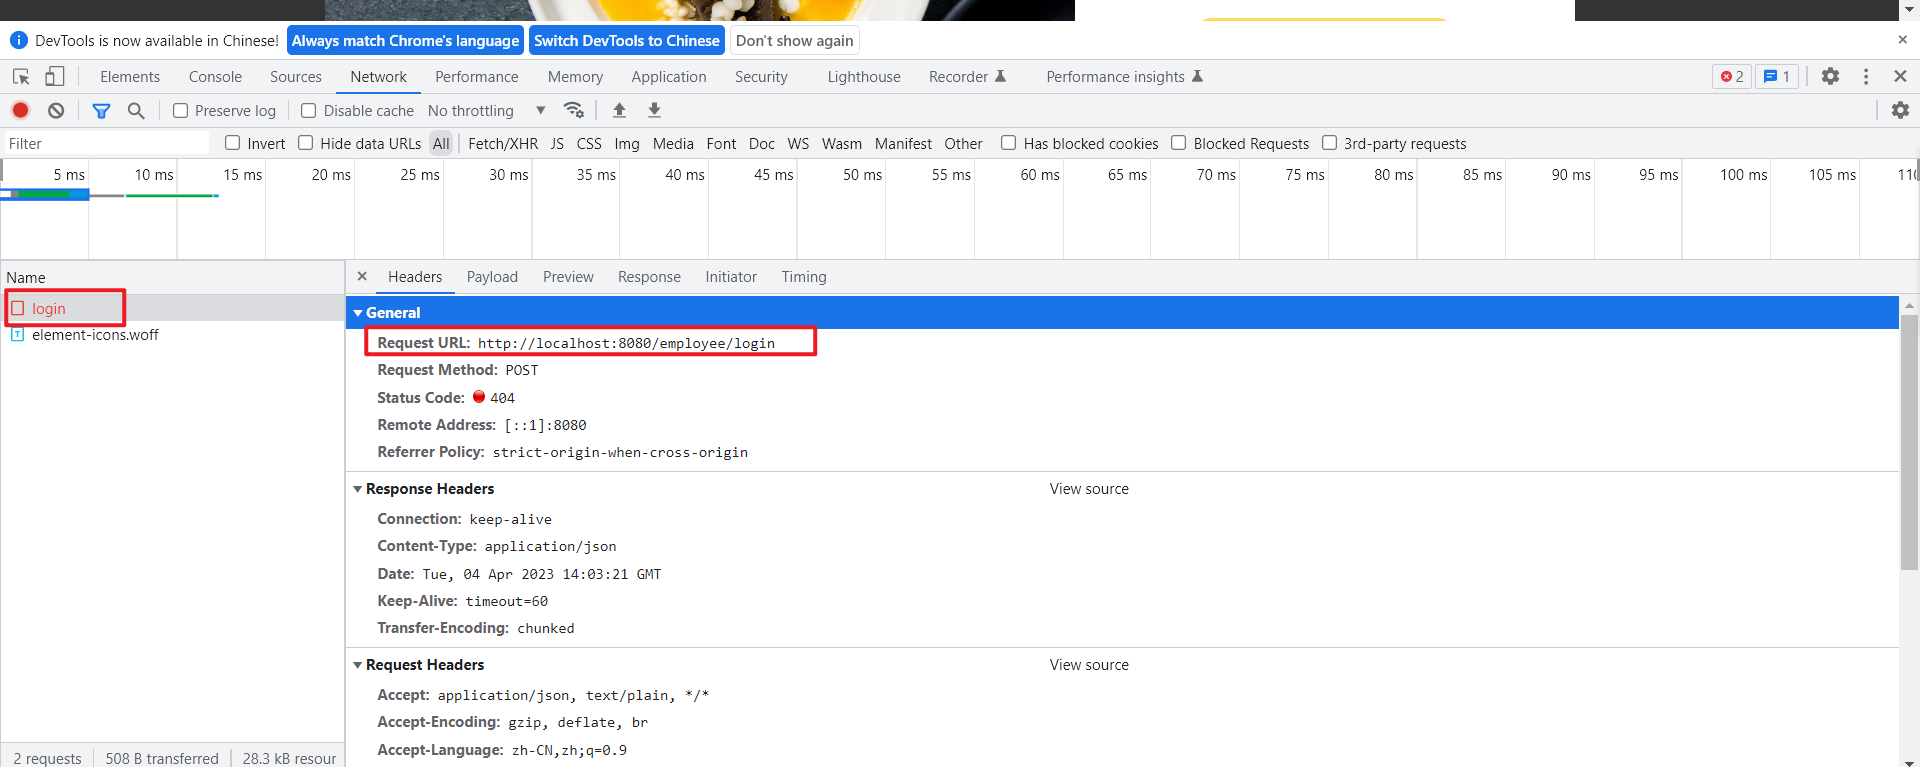 DevTools is now available in Chinese! Always match Chrome's language Switch DevTools to Chinese Don't show again
Elements Console Sources Network Performance Memory Application Security Lighthouse Recorder Performance insights 2 1
Preserve log Disable cache No throttling
Filter Invert Hide data URLs All Fetch/XHR JS CSS Img Media Font Doc WS Wasm Manifest Other Has blocked cookies Blocked Requests 3rd-party requests
5 ms 10 ms 15 ms 20 ms 25 ms 30 ms 35 ms 40 ms 45 ms 50 ms 55 ms 60 ms 65 ms 70 ms 75 ms 80 ms 85 ms 90 ms 95 ms 100 ms 105 ms 110
Name
login
element-icons.woff
2 requests 508 B transferred 28.3 kB resour
Headers Payload Preview Response Initiator Timing
General
Request URL: http://localhost:8080/employee/login
Request Method: POST
Status Code: 404
Remote Address: [::1]:8080
Referrer Policy: strict-origin-when-cross-origin
Response Headers View source
Connection: keep-alive
Content-Type: application/json
Date: Tue, 04 Apr 2023 14:03:21 GMT
Keep-Alive: timeout=60
Transfer-Encoding: chunked
Request Headers View source
Accept: application/json, text/plain, */*
Accept-Encoding: gzip, deflate, br
Accept-Language: zh-CN,zh;q=0.9